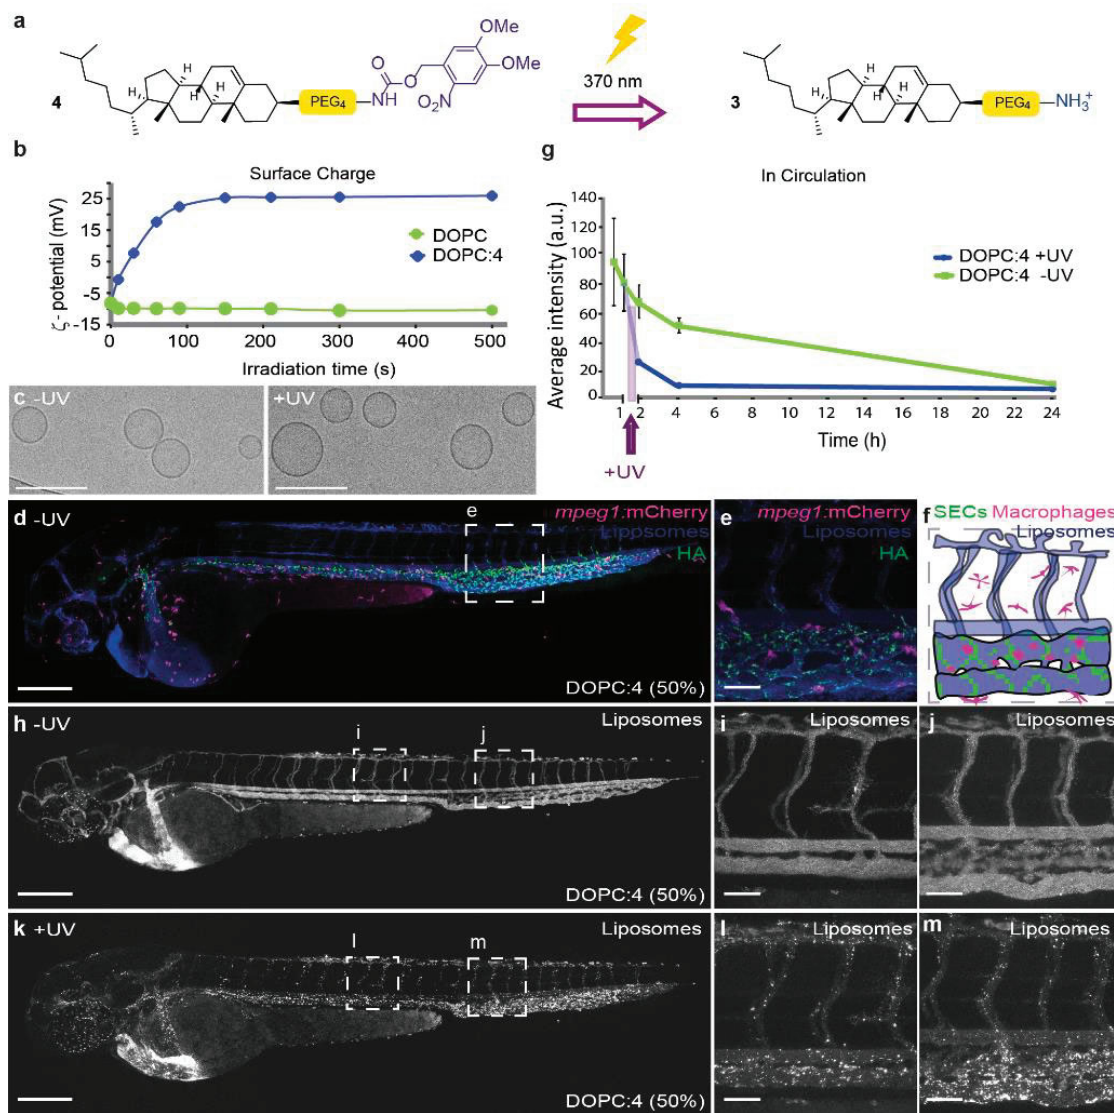 a
4
PEG4
NH
O
O
NO2
OMe
OMe
370 nm
3
PEG4
NH3+
H
H
H
H
H
H
b
Surface Charge
ζ- potential (mV)
25
15
5
-5
-15
0 100 200 300 400 500
Irradiation time (s)
DOPC
DOPC:4
g
In Circulation
Average intensity (a.u.)
140
120
100
80
60
40
20
0
1 2 4 6 8 10 12 14 16 18 20 22 24
Time (h)
+UV
DOPC:4 +UV
DOPC:4 -UV
c -UV
+UV
d -UV
e
mpeg1:mCherry
Liposomes
HA
DOPC:4 (50%)
e
mpeg1:mCherry
Liposomes
HA
f
SECs Macrophages
Liposomes
h -UV
i
j
Liposomes
DOPC:4 (50%)
i
Liposomes
j
Liposomes
k +UV
l
m
Liposomes
DOPC:4 (50%)
l
Liposomes
m
Liposomes